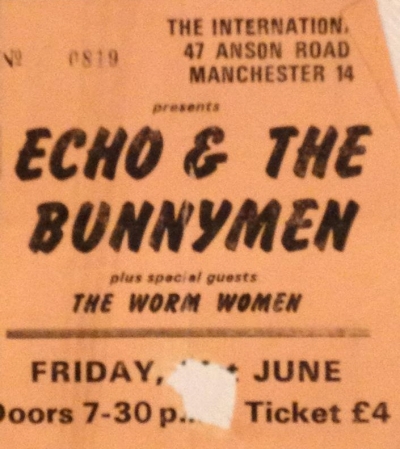 THE INTERNATION
47 ANSON ROAD
Nº 0819
MANCHESTER 14
presents
ECHO & THE
BUNNYMEN
plus special guests
THE WORM WOMEN
FRIDAY, JUNE
Doors 7-30 p. Ticket £4